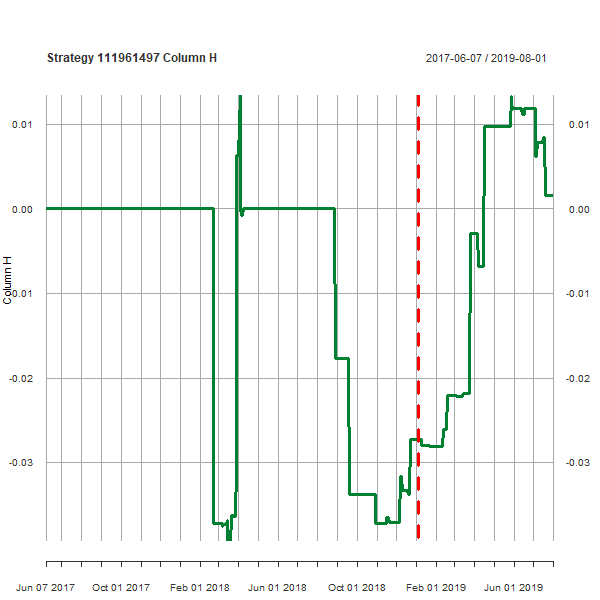 Strategy 111961497 Column H
2017-06-07 / 2019-08-01
0.01
0.01
0.00
0.00
Column H
-0.01
-0.01
-0.02
-0.02
-0.03
-0.03
Jun 07 2017
Oct 01 2017
Feb 01 2018
Jun 01 2018
Oct 01 2018
Feb 01 2019
Jun 01 2019